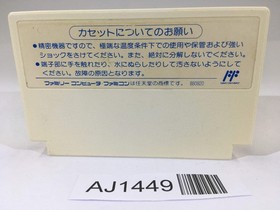 カセットについてのお願い
●精密機器ですので、極端な温度条件下での使用や保管および強い
ショックをさけてください。また、絶対に分解しないでください。
●端子部に手を触れたり、水にぬらしたりして汚さないようにして
ください。故障の原因となります。
ファミリーコンピュータ・ファミコンは任天堂の商標です。
AJ1449